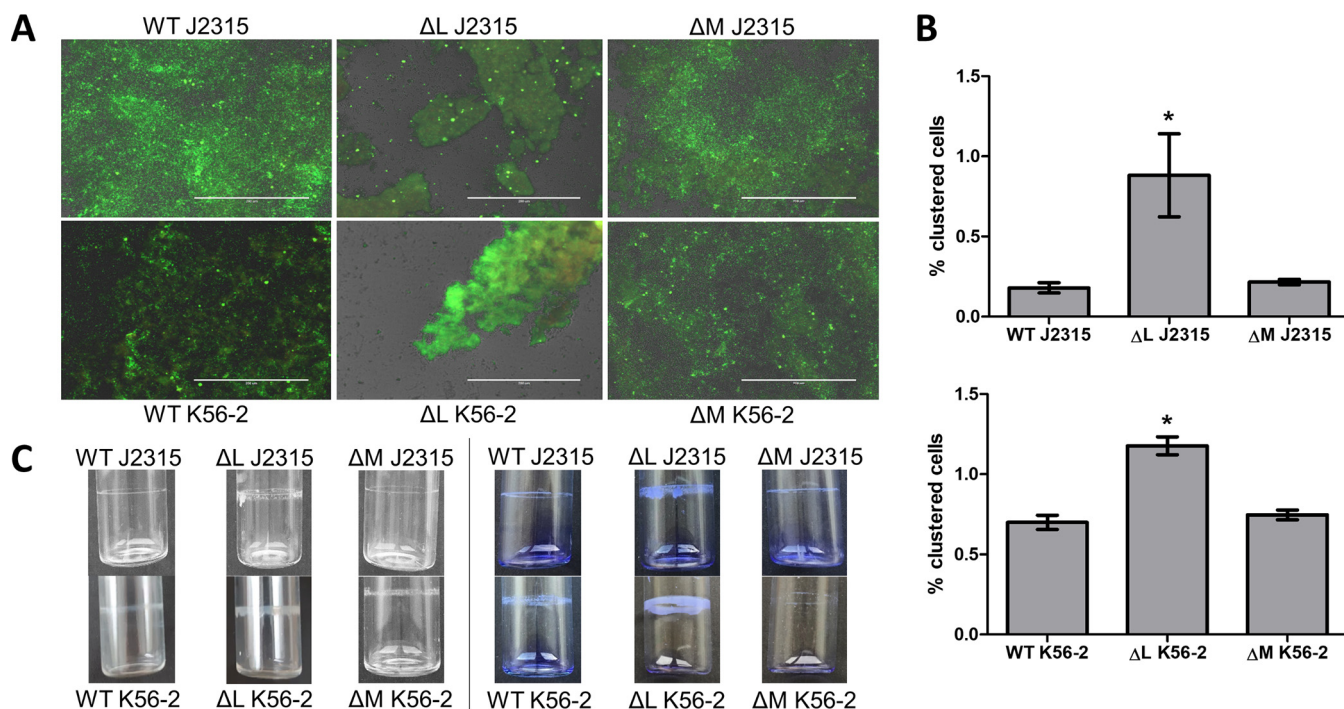 A
WT J2315 ΔL J2315 ΔM J2315
WT K56-2 ΔL K56-2 ΔM K56-2
B
% clustered cells
1.5
1.0
0.5
0.0
*
WT J2315 ΔL J2315 ΔM J2315
% clustered cells
1.5
1.0
0.5
0.0
*
WT K56-2 ΔL K56-2 ΔM K56-2
C
WT J2315 ΔL J2315 ΔM J2315 WT J2315 ΔL J2315 ΔM J2315
WT K56-2 ΔL K56-2 ΔM K56-2 WT K56-2 ΔL K56-2 ΔM K56-2